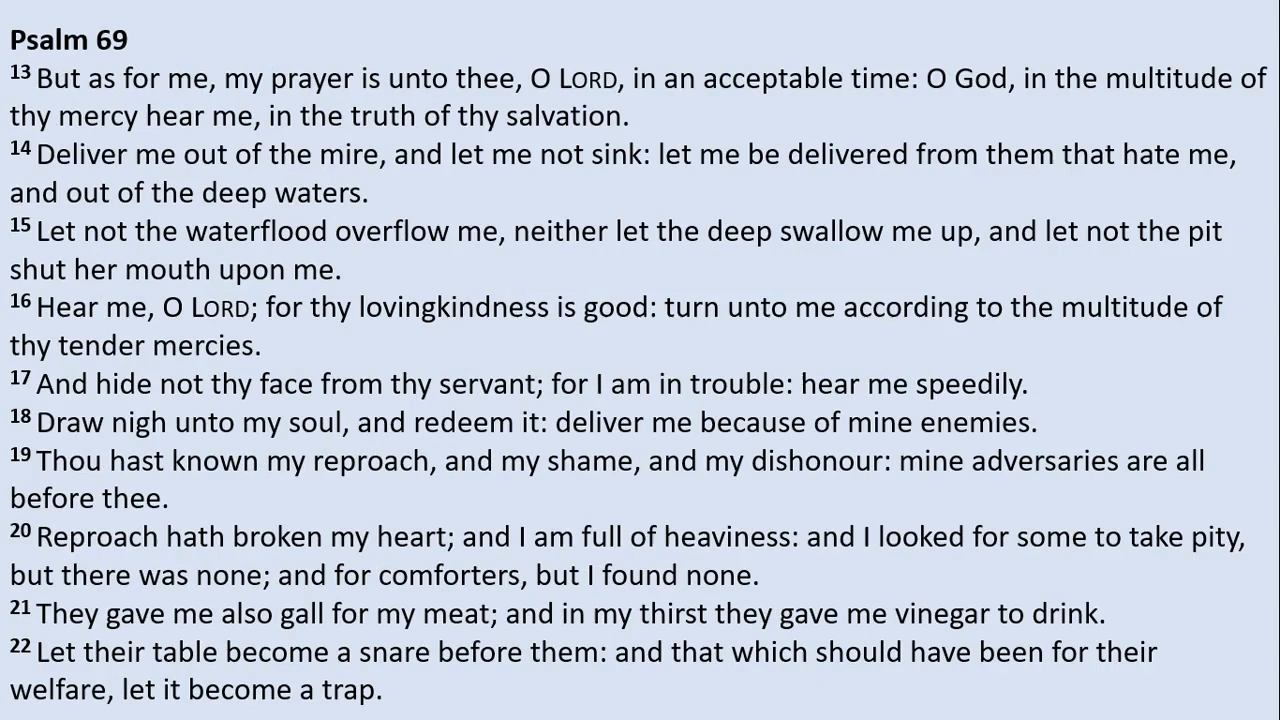 Psalm 69
13 But as for me, my prayer is unto thee, O LORD, in an acceptable time: O God, in the multitude of
thy mercy hear me, in the truth of thy salvation.
14 Deliver me out of the mire, and let me not sink: let me be delivered from them that hate me,
and out of the deep waters.
15 Let not the waterflood overflow me, neither let the deep swallow me up, and let not the pit
shut her mouth upon me.
16 Hear me, O LORD; for thy lovingkindness is good: turn unto me according to the multitude of
thy tender mercies.
17 And hide not thy face from thy servant; for I am in trouble: hear me speedily.
18 Draw nigh unto my soul, and redeem it: deliver me because of mine enemies.
19 Thou hast known my reproach, and my shame, and my dishonour: mine adversaries are all
before thee.
20 Reproach hath broken my heart; and I am full of heaviness: and I looked for some to take pity,
but there was none; and for comforters, but I found none.
21 They gave me also gall for my meat; and in my thirst they gave me vinegar to drink.
22 Let their table become a snare before them: and that which should have been for their
welfare, let it become a trap.